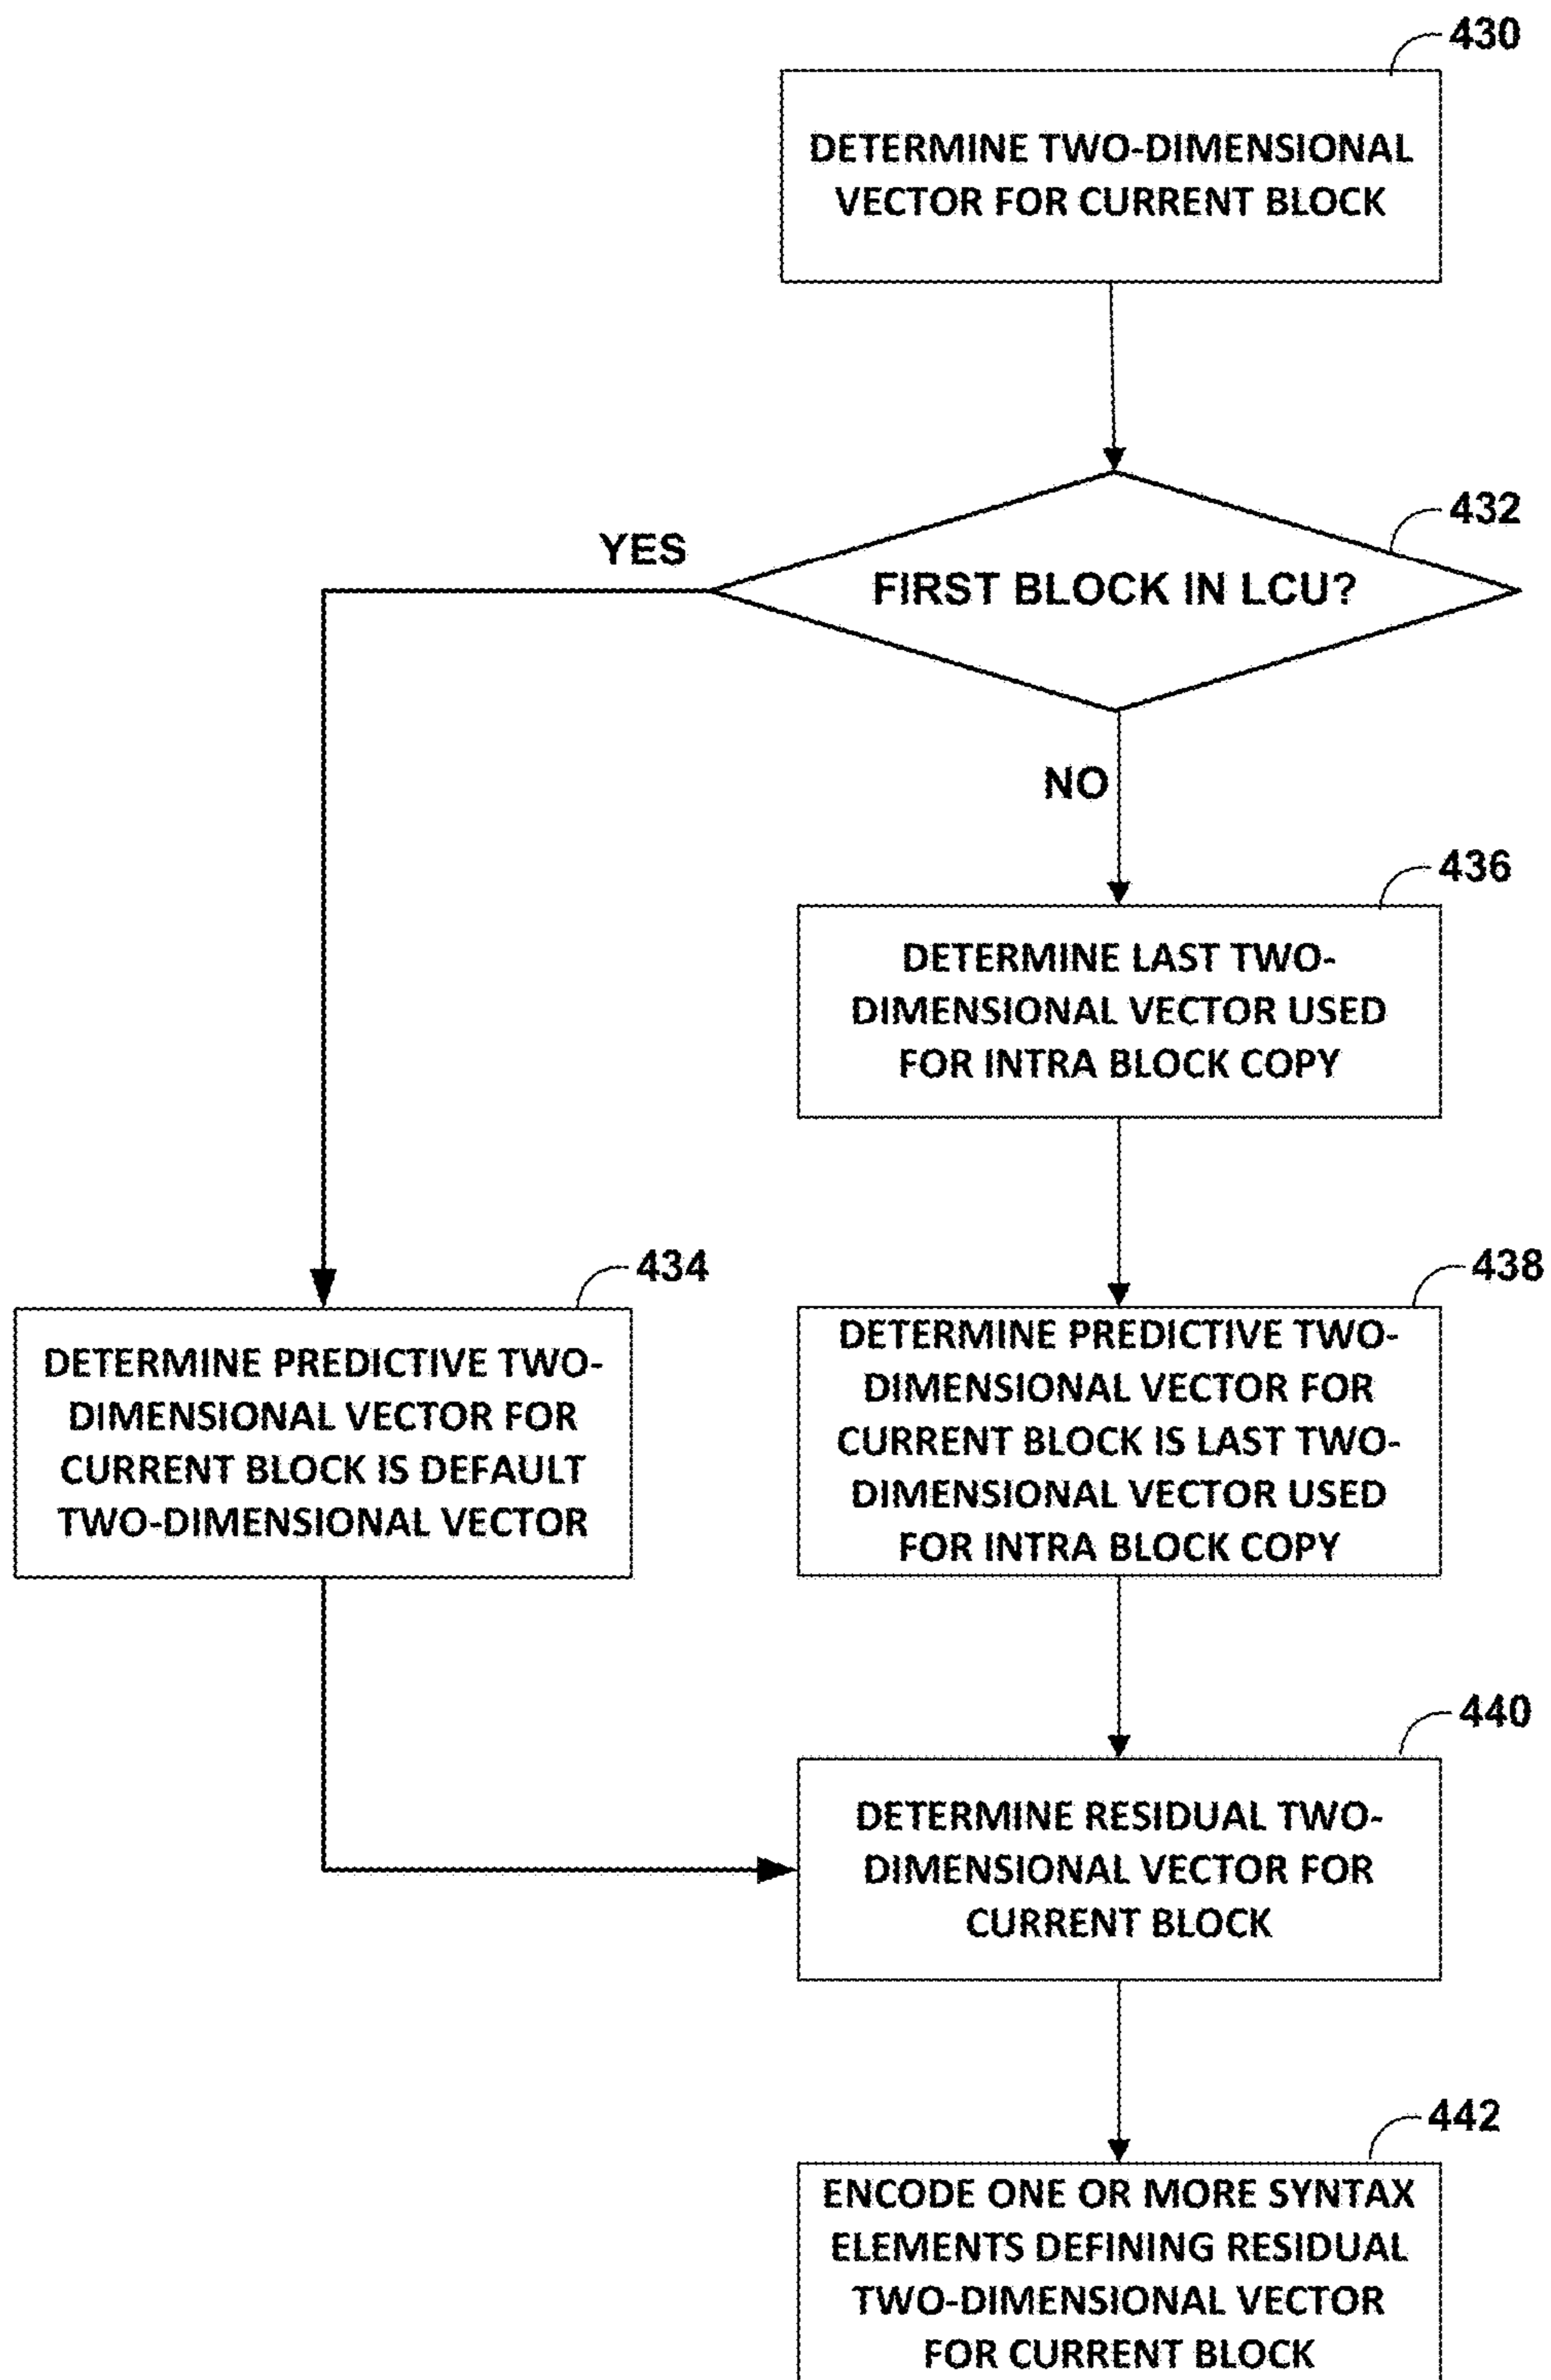 430
DETERMINE TWO-DIMENSIONAL
VECTOR FOR CURRENT BLOCK
432
YES
FIRST BLOCK IN LCU?
NO
436
DETERMINE LAST TWO-
DIMENSIONAL VECTOR USED
FOR INTRA BLOCK COPY
434
DETERMINE PREDICTIVE TWO-
DIMENSIONAL VECTOR FOR
CURRENT BLOCK IS DEFAULT
TWO-DIMENSIONAL VECTOR
438
DETERMINE PREDICTIVE TWO-
DIMENSIONAL VECTOR FOR
CURRENT BLOCK IS LAST TWO-
DIMENSIONAL VECTOR USED
FOR INTRA BLOCK COPY
440
DETERMINE RESIDUAL TWO-
DIMENSIONAL VECTOR FOR
CURRENT BLOCK
442
ENCODE ONE OR MORE SYNTAX
ELEMENTS DEFINING RESIDUAL
TWO-DIMENSIONAL VECTOR
FOR CURRENT BLOCK